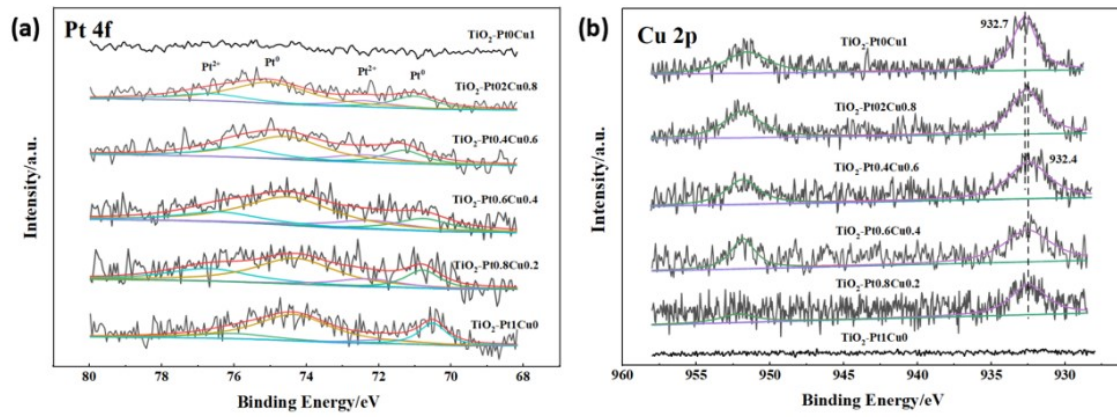 (a)
Pt 4f
TiO₂-Pt0Cu1
Pt²⁺
Pt⁰
Pt²⁺
Pt⁰
TiO₂-Pt02Cu0.8
TiO₂-Pt0.4Cu0.6
TiO₂-Pt0.6Cu0.4
TiO₂-Pt0.8Cu0.2
TiO₂-Pt1Cu0
Intensity/a.u.
80 78 76 74 72 70 68
Binding Energy/eV
(b)
Cu 2p
932.7
TiO₂-Pt0Cu1
TiO₂-Pt02Cu0.8
TiO₂-Pt0.4Cu0.6
932.4
TiO₂-Pt0.6Cu0.4
TiO₂-Pt0.8Cu0.2
TiO₂-Pt1Cu0
Intensity/a.u.
960 955 950 945 940 935 930
Binding Energy/eV